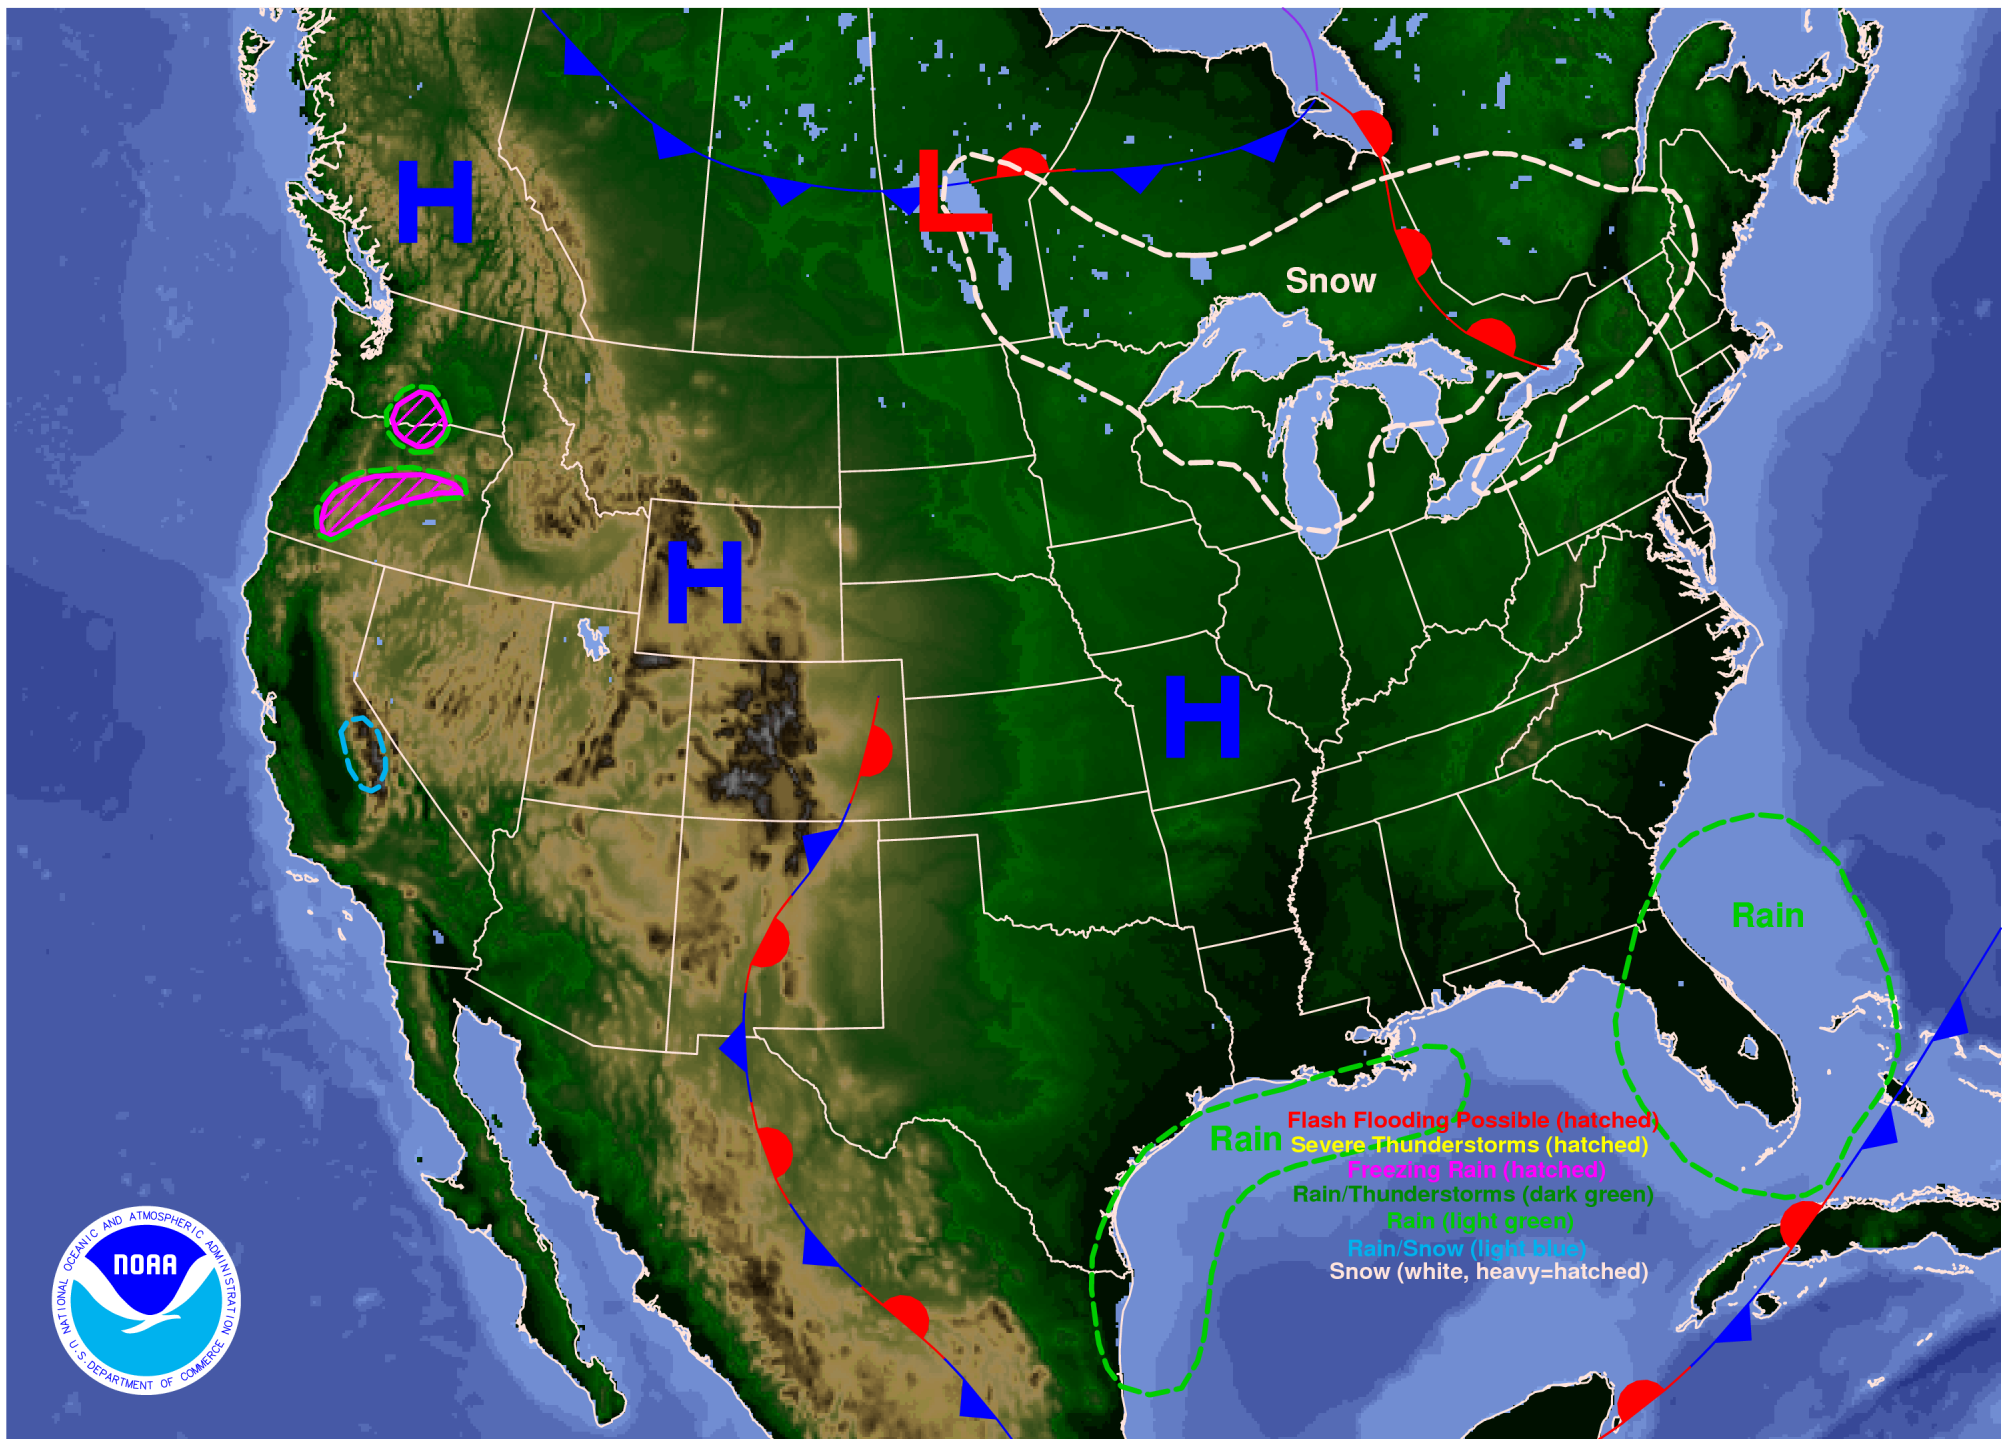 H
L
Snow
H
H
Rain
Rain
Flash Flooding Possible (hatched)
Severe Thunderstorms (hatched)
Freezing Rain (hatched)
Rain/Thunderstorms (dark green)
Rain (light green)
Rain/Snow (light blue)
Snow (white, heavy=hatched)
NATIONAL OCEANIC AND ATMOSPHERIC ADMINISTRATION
NOAA
U.S. DEPARTMENT OF COMMERCE